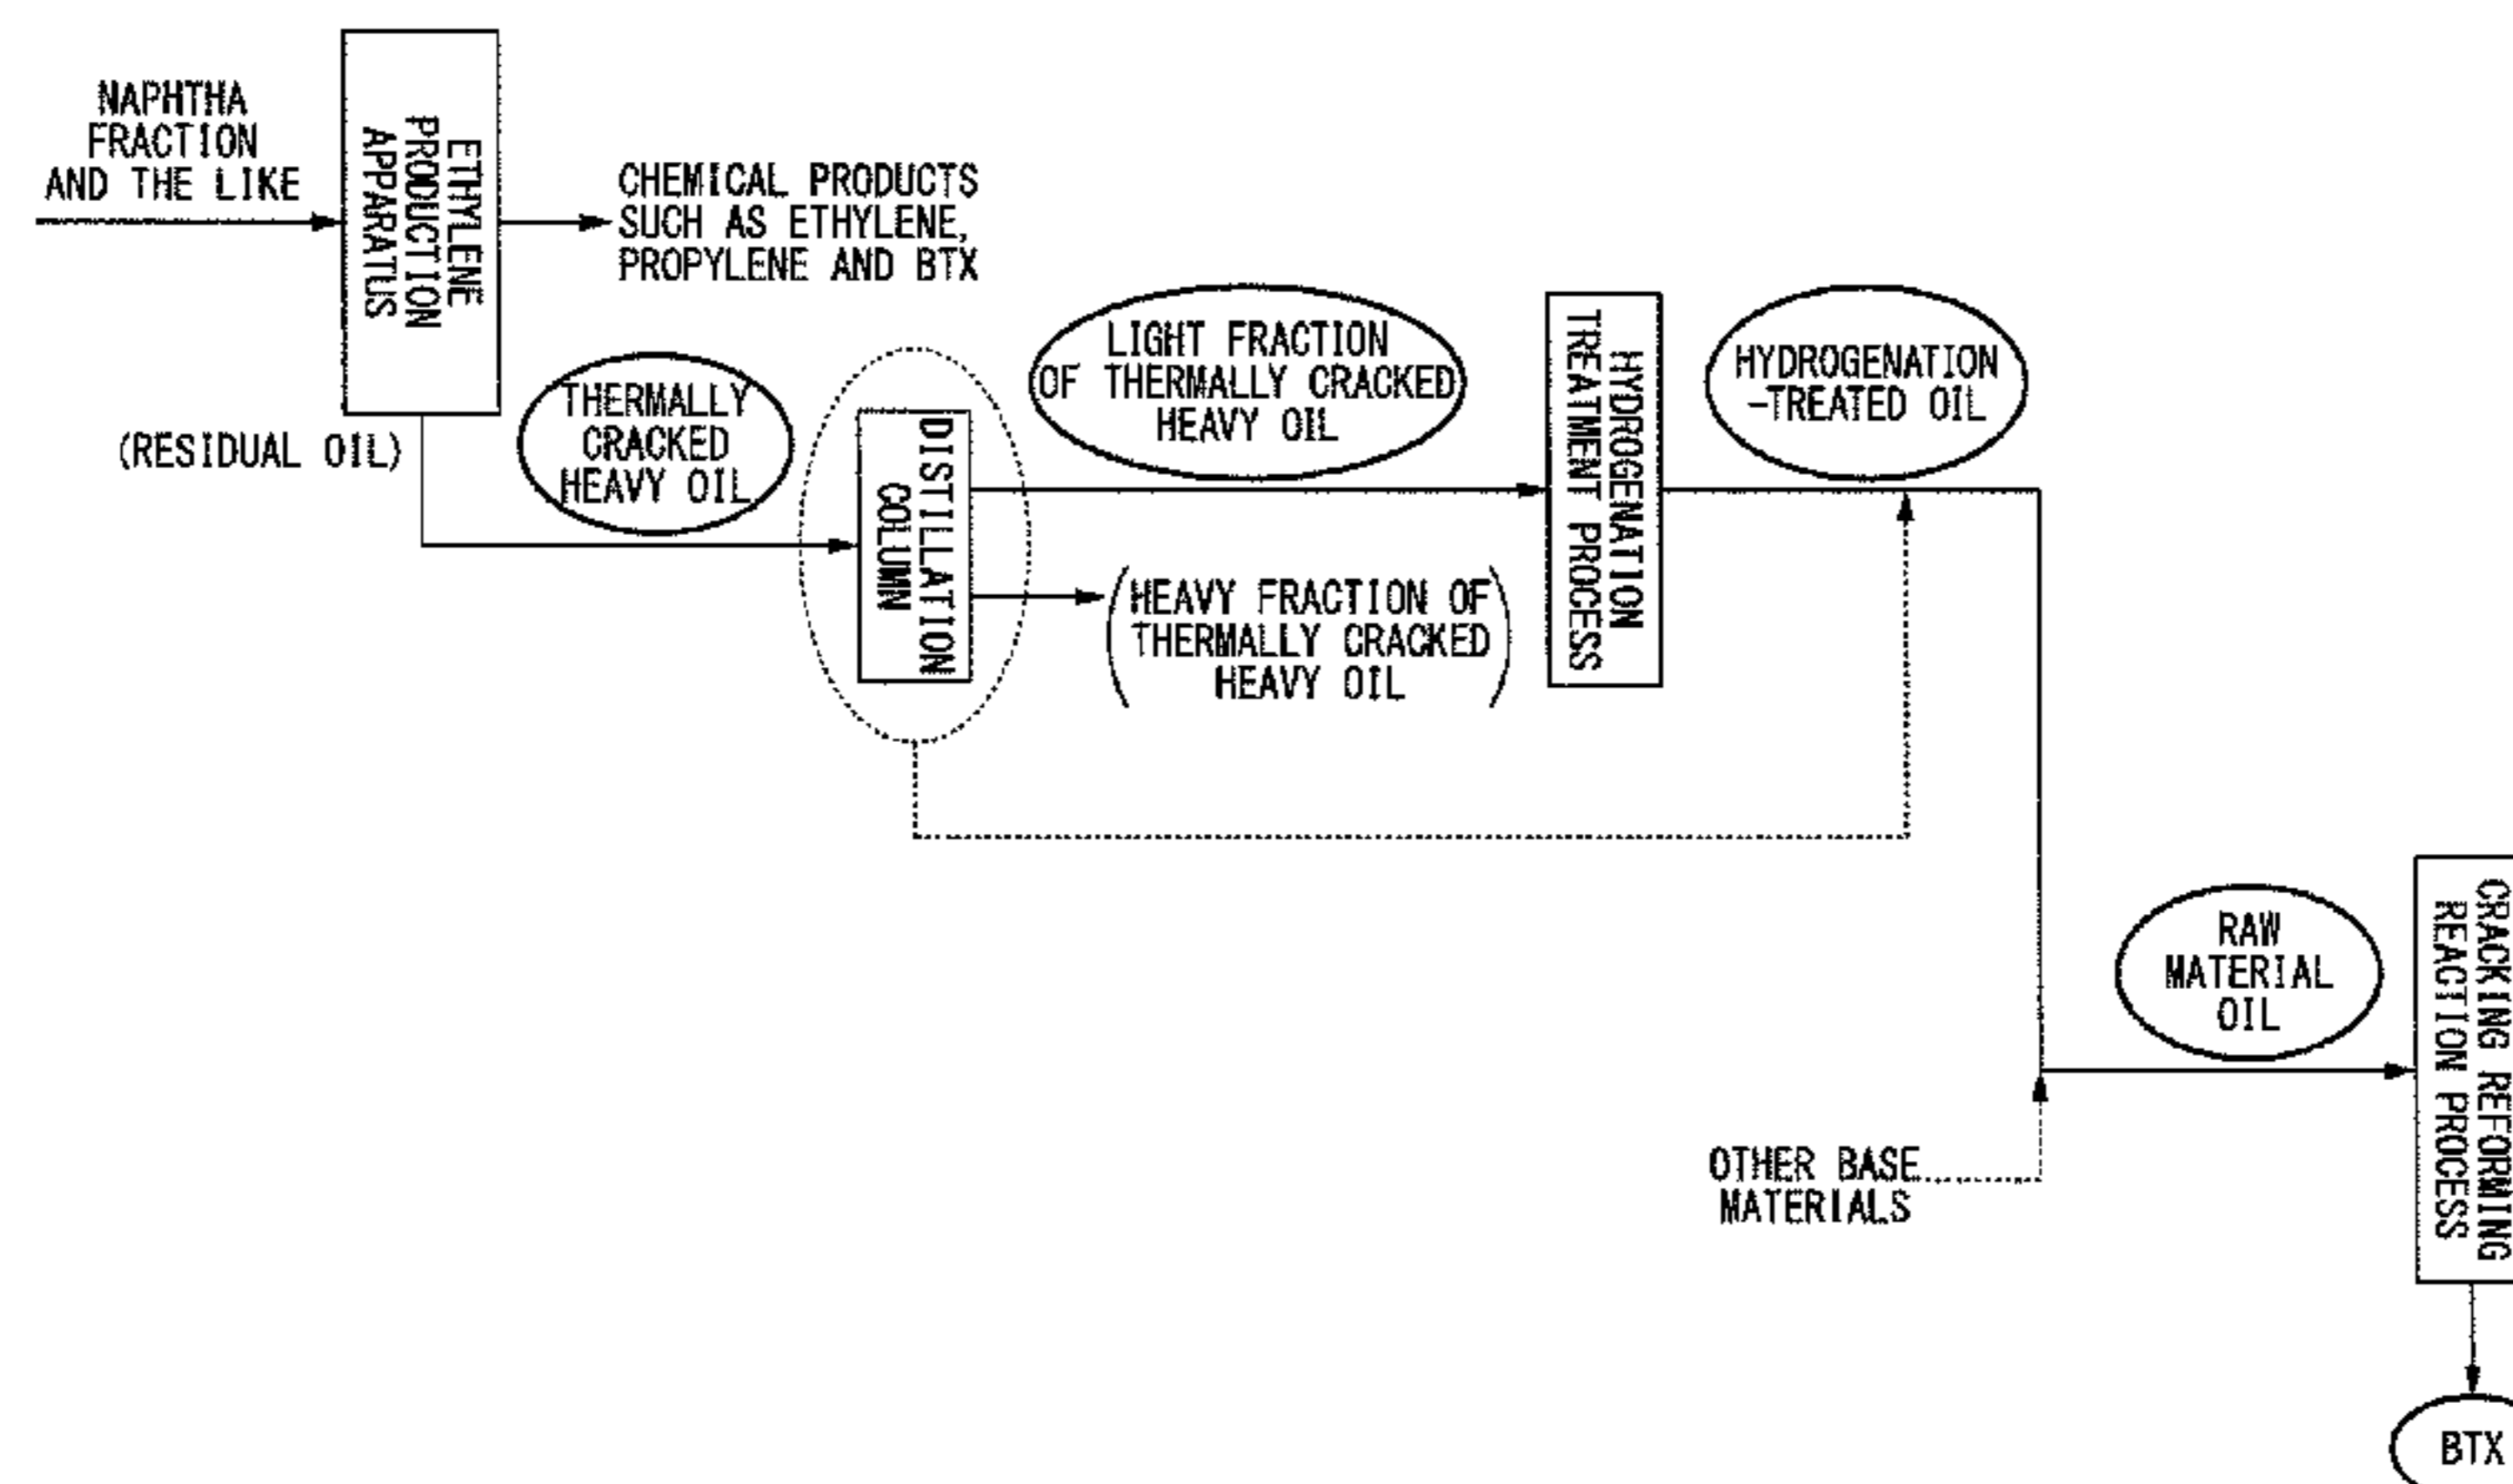 NAPHTHA
FRACTION
AND THE LIKE
ETHYLENE
PRODUCTION
APPARATUS
CHEMICAL PRODUCTS
SUCH AS ETHYLENE,
PROPYLENE AND BTX
(RESIDUAL OIL)
THERMALLY
CRACKED
HEAVY OIL
DISTILLATION
COLUMN
LIGHT FRACTION
OF THERMALLY CRACKED
HEAVY OIL
(HEAVY FRACTION OF
THERMALLY CRACKED
HEAVY OIL)
HYDROGENATION
TREATMENT PROCESS
HYDROGENATION
-TREATED OIL
OTHER BASE
MATERIALS
RAW
MATERIAL
OIL
CRACKING REFORMING
REACTION PROCESS
BTX